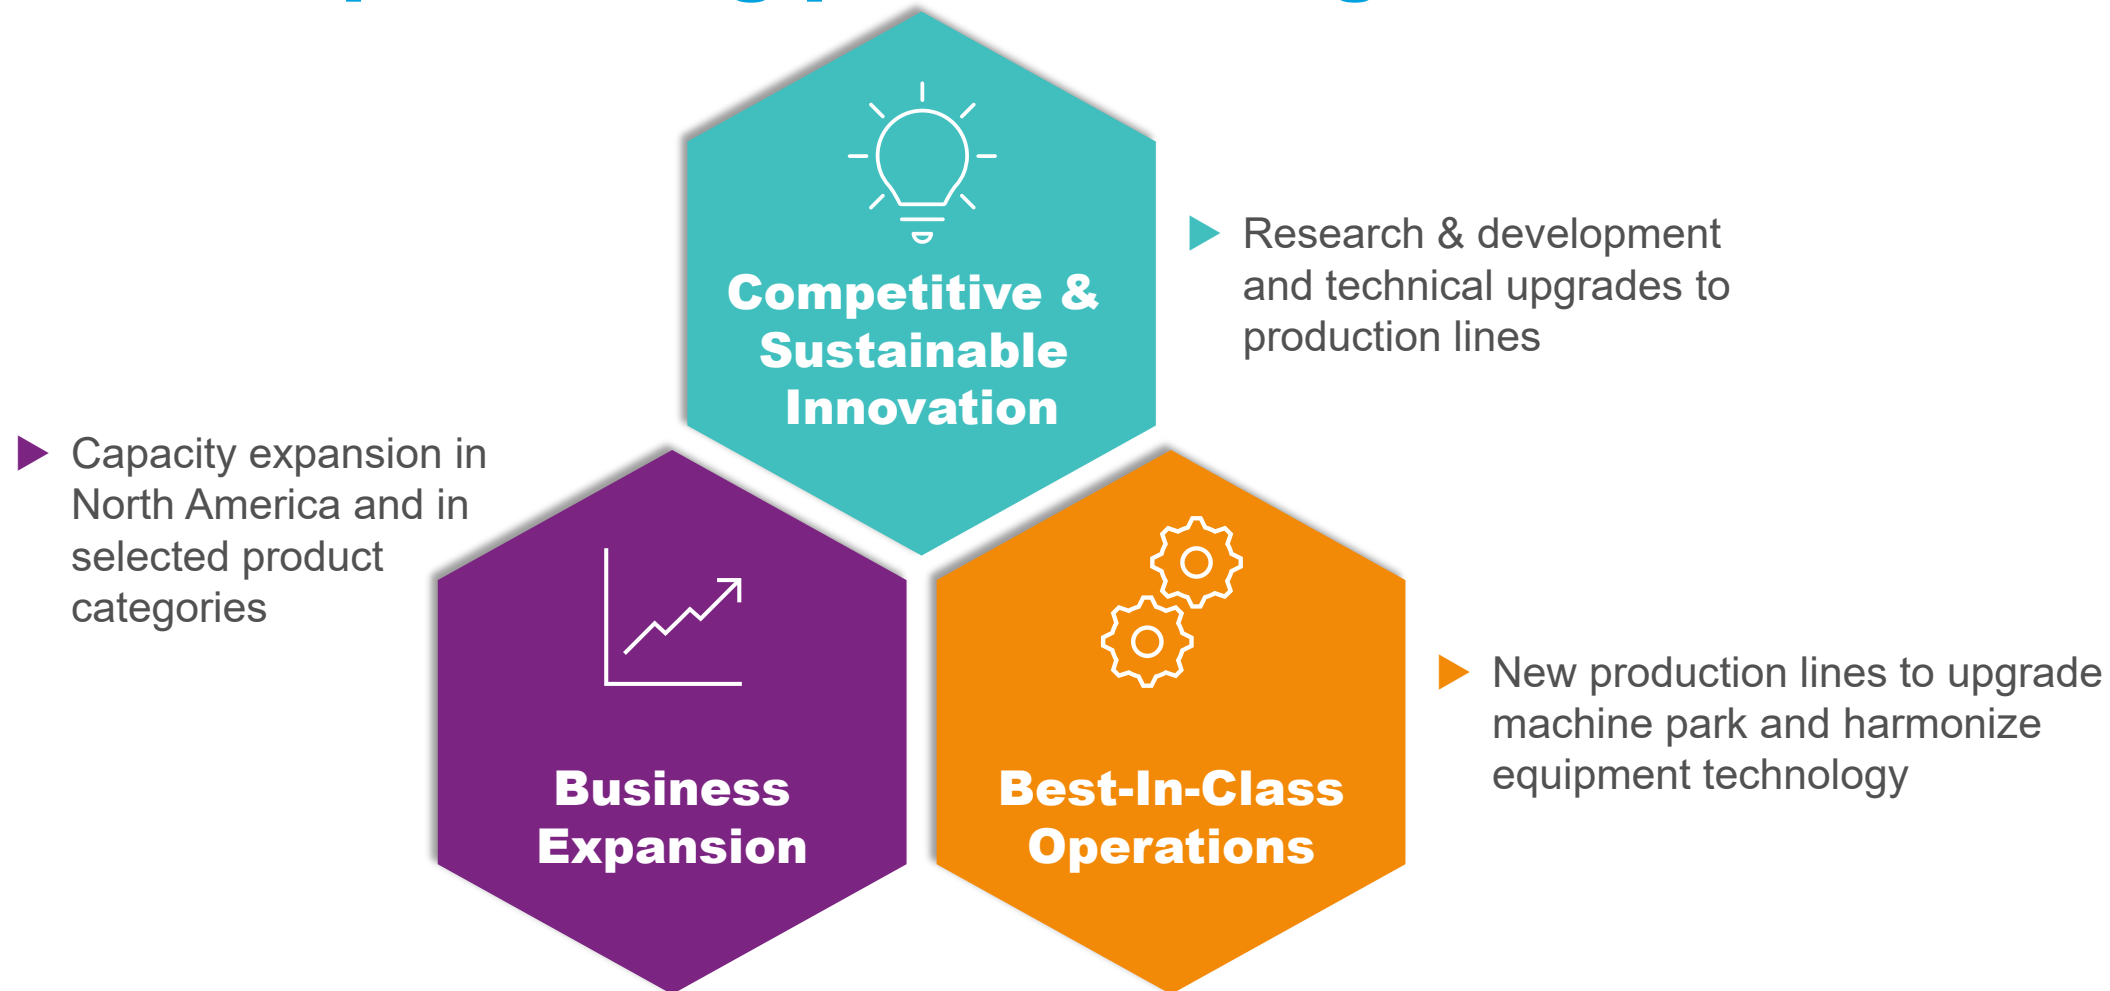 Competitive &
Sustainable
Innovation
Research & development
and technical upgrades to
production lines
Capacity expansion in
North America and in
selected product
categories
Business
Expansion
Best-In-Class
Operations
New production lines to upgrade
machine park and harmonize
equipment technology